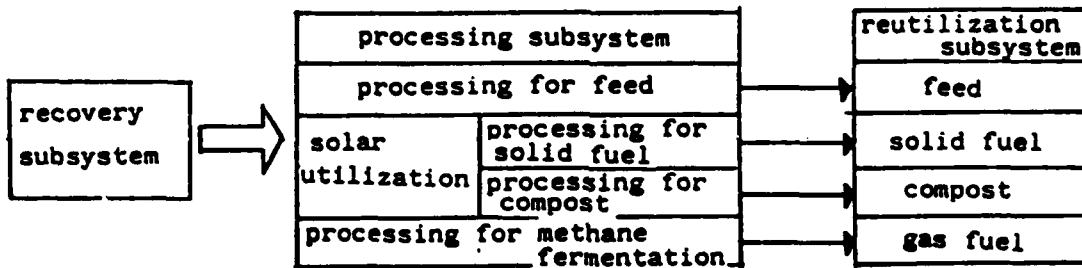 recovery
subsystem
processing subsystem
processing for feed
solar
utilization
processing for
solid fuel
processing for
compost
processing for methane
fermentation
reutilization
subsystem
feed
solid fuel
compost
gas fuel